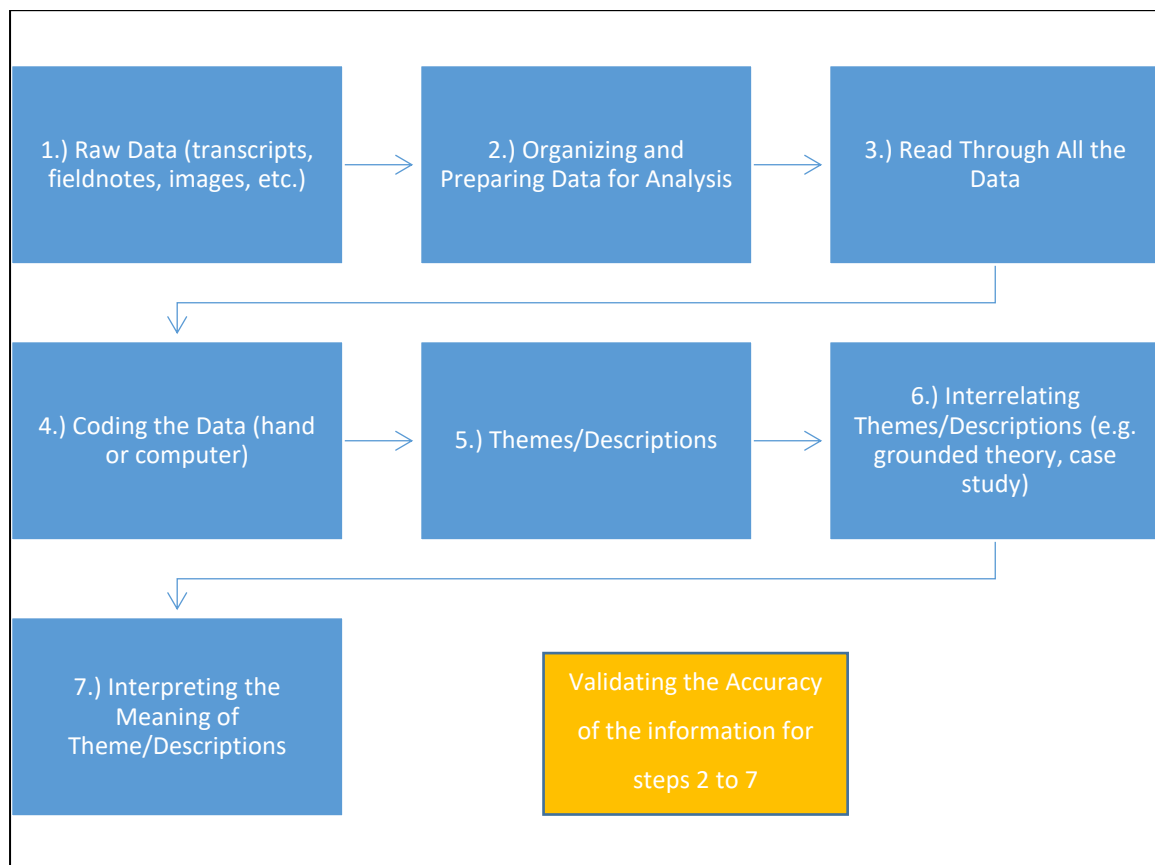 1.) Raw Data (transcripts,
fieldnotes, images, etc.)
2.) Organizing and
Preparing Data for Analysis
3.) Read Through All the
Data
4.) Coding the Data (hand
or computer)
5.) Themes/Descriptions
6.) Interrelating
Themes/Descriptions (e.g.
grounded theory, case
study)
7.) Interpreting the
Meaning of
Theme/Descriptions
Validating the Accuracy
of the information for
steps 2 to 7